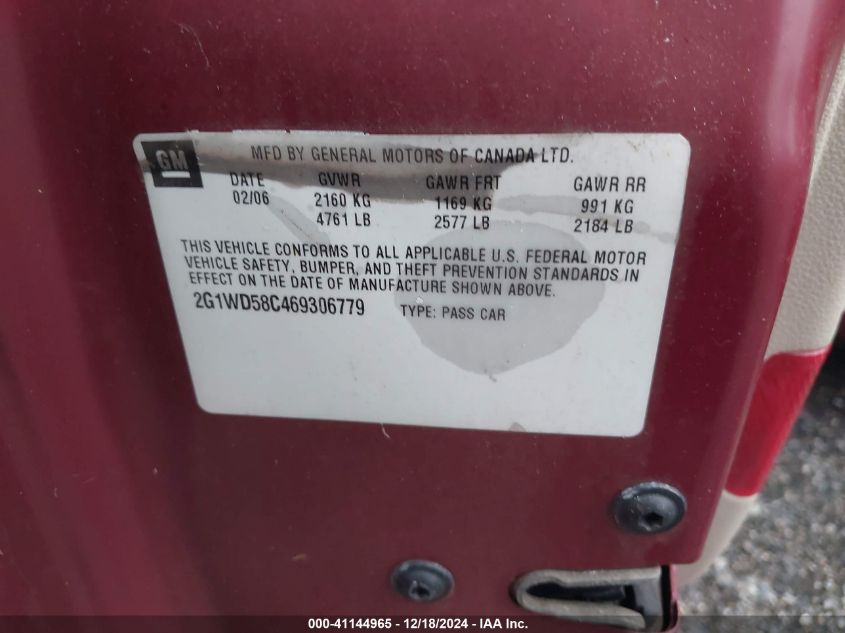 GM
MFD BY GENERAL MOTORS OF CANADA LTD.
DATE GVWR GAWR FRT GAWR RR
02/06 2160 KG 1169 KG 991 KG
4761 LB 2577 LB 2184 LB
THIS VEHICLE CONFORMS TO ALL APPLICABLE U.S. FEDERAL MOTOR
VEHICLE SAFETY, BUMPER, AND THEFT PREVENTION STANDARDS IN
EFFECT ON THE DATE OF MANUFACTURE SHOWN ABOVE.
2G1WD58C469306779 TYPE: PASS CAR
000-41144965 - 12/18/2024 - IAA Inc.